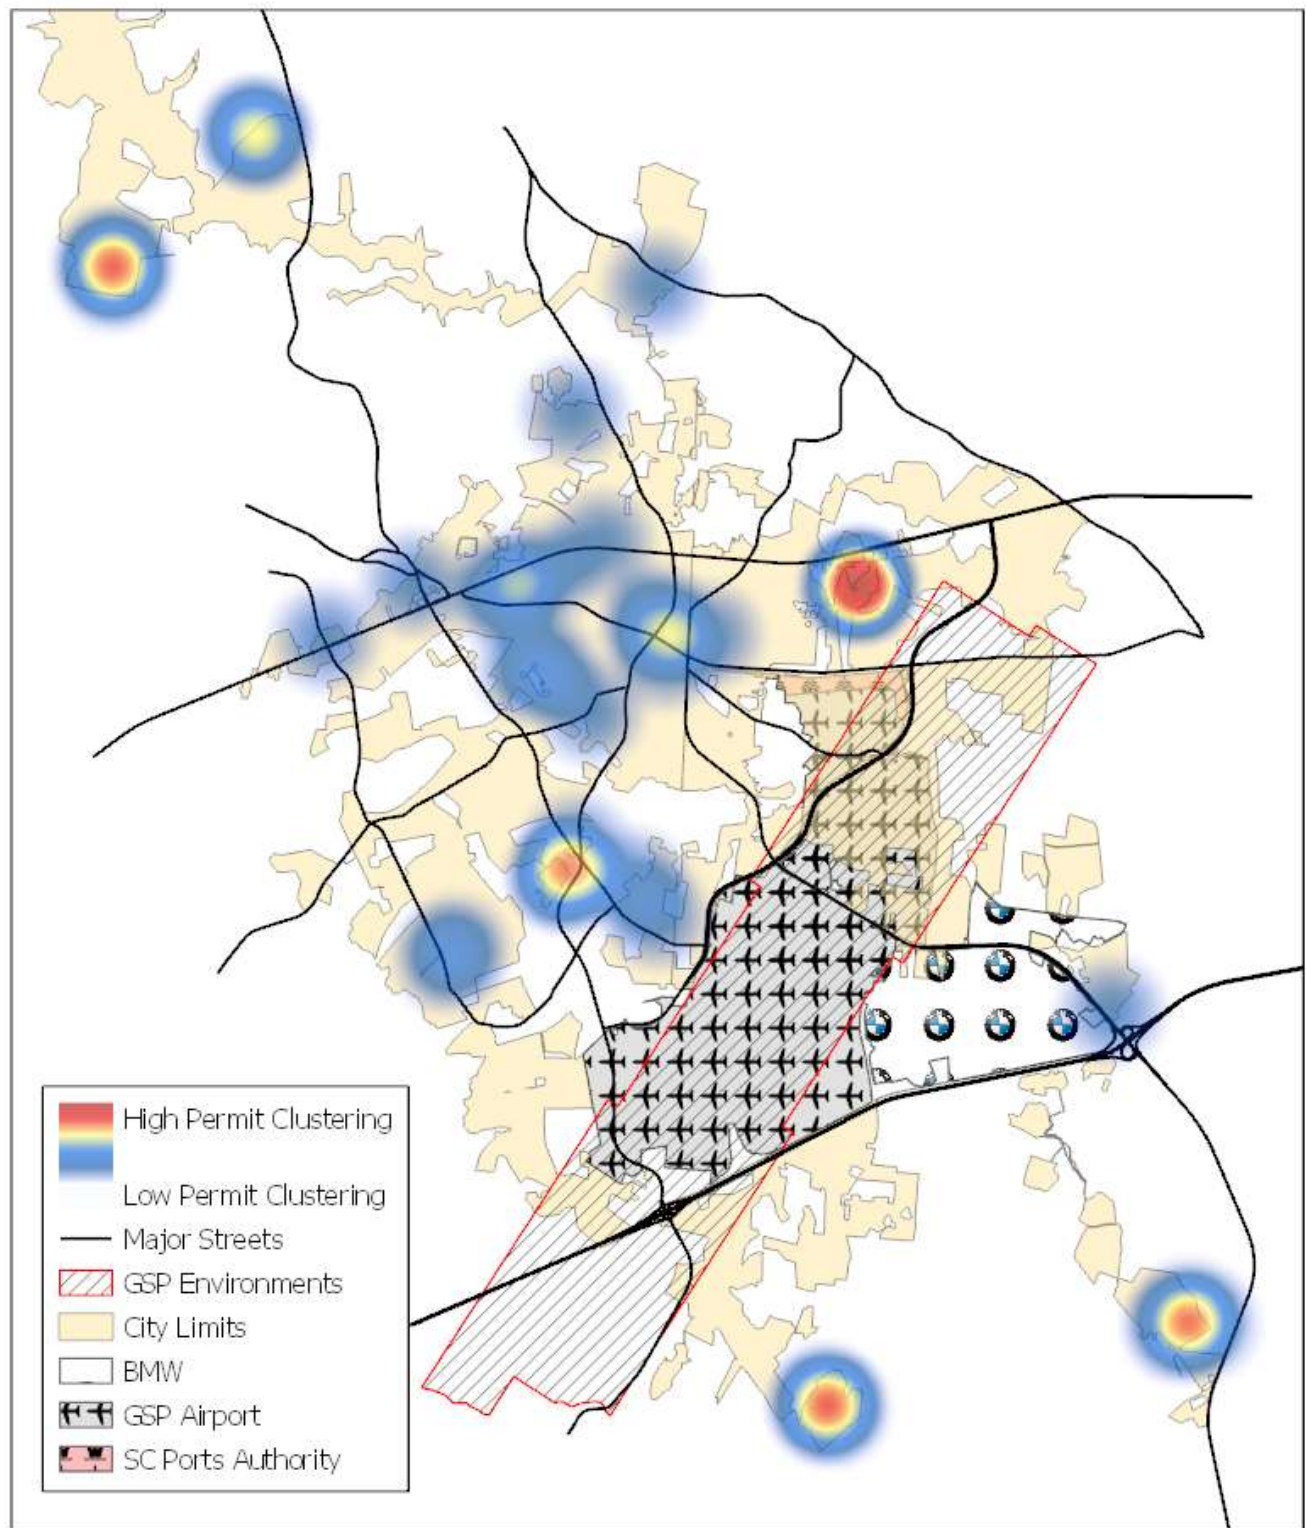 High Permit Clustering
Low Permit Clustering
Major Streets
GSP Environments
City Limits
BMW
GSP Airport
SC Ports Authority